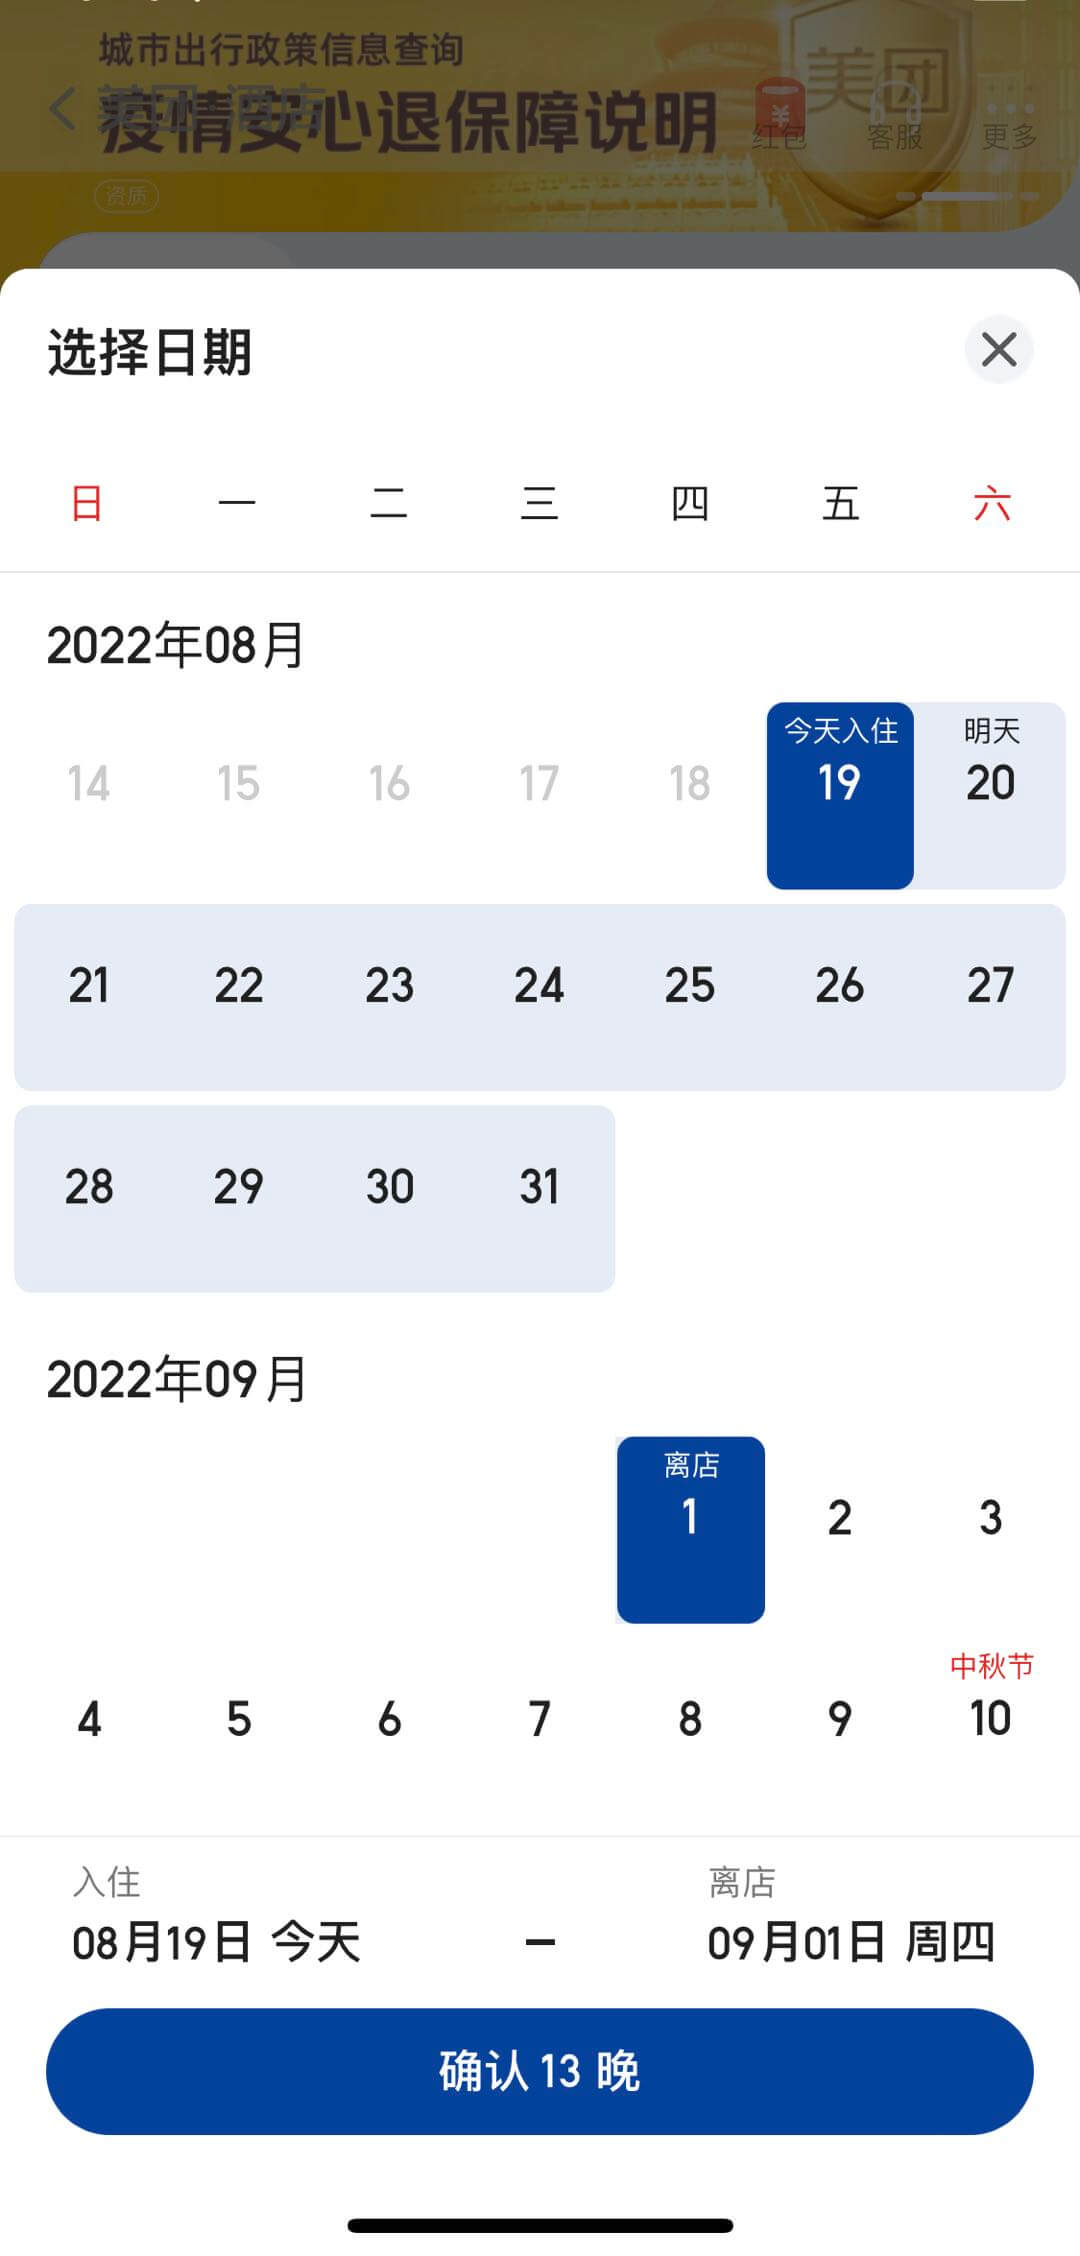 城市出行政策信息查询
美团
美团 酒店
疫情安心退保障说明
红包
客服
更多
资质
选择日期
日 一 二 三 四 五 六
2022年08月
今天入住 明天
14 15 16 17 18 19 20
21 22 23 24 25 26 27
28 29 30 31
2022年09月
离店
1 2 3
中秋节
4 5 6 7 8 9 10
入住 离店
08月19日 今天 – 09月01日 周四
确认 13 晚